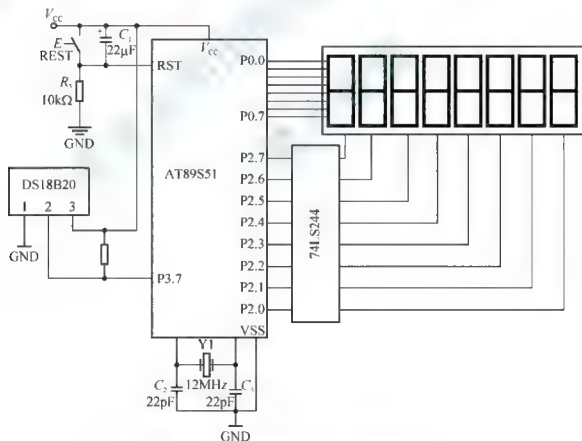 VCC
E
REST
C1
22μF
R1
10kΩ
GND
RST
VCC
P0.0
P0.7
AT89S51
DS18B20
1 2 3
GND
P3.7
P2.7
P2.6
P2.5
P2.4
P2.3
P2.2
P2.1
P2.0
VSS
74LS244
Y1
12MHz
C2
22pF
22pF
GND